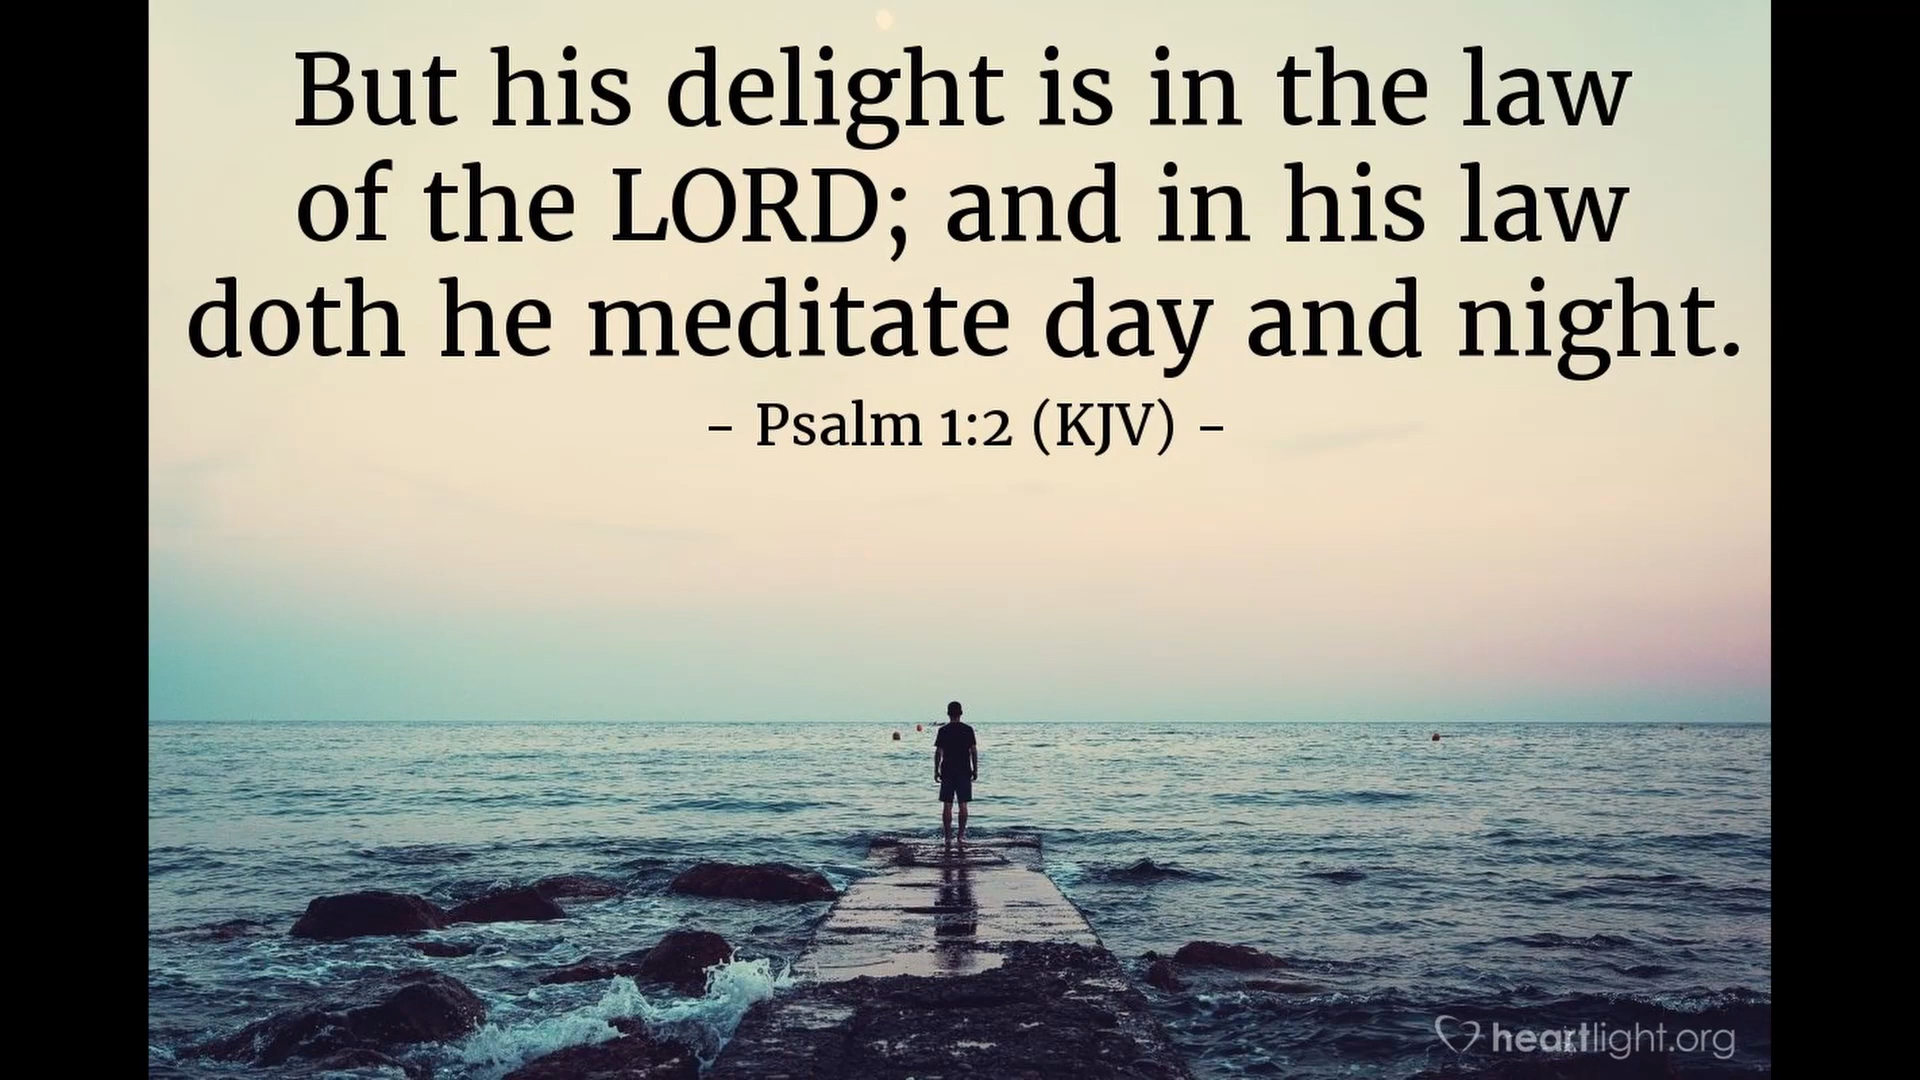 But his delight is in the law
of the LORD; and in his law
doth he meditate day and night.
- Psalm 1:2 (KJV) -
heartlight.org